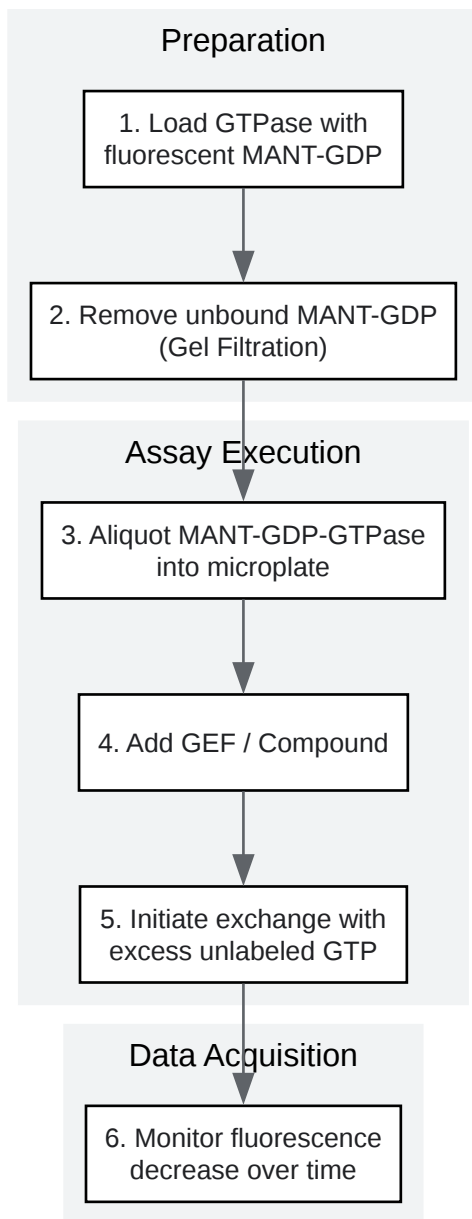 Preparation
1. Load GTPase with
fluorescent MANT-GDP
2. Remove unbound MANT-GDP
(Gel Filtration)
Assay Execution
3. Aliquot MANT-GDP-GTPase
into microplate
4. Add GEF / Compound
5. Initiate exchange with
excess unlabeled GTP
Data Acquisition
6. Monitor fluorescence
decrease over time